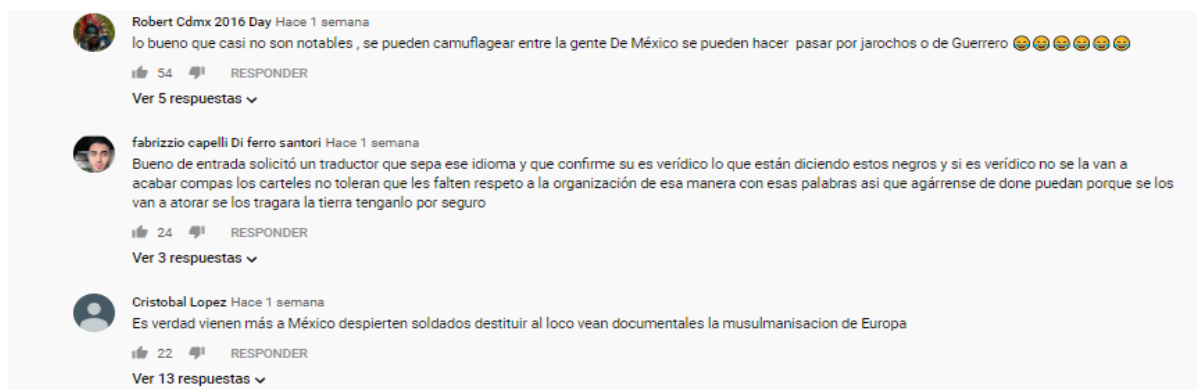 Robert Cdmx 2016 Day Hace 1 semana
lo bueno que casi no son notables , se pueden camuflagear entre la gente De México se pueden hacer pasar por jarochos o de Guerrero 😂😂😂😂😂😂
54 RESPONDER
Ver 5 respuestas
fabrizzio capelli Di ferro santori Hace 1 semana
Bueno de entrada solicitó un traductor que sepa ese idioma y que confirme su es verídico lo que están diciendo estos negros y si es verídico no se la van a
acabar compas los carteles no toleran que les falten respeto a la organización de esa manera con esas palabras asi que agárrense de done puedan porque se los
van a atorar se los tragara la tierra tenganlo por seguro
24 RESPONDER
Ver 3 respuestas
Cristobal Lopez Hace 1 semana
Es verdad vienen más a México despierten soldados destituir al loco vean documentales la musulmanisacion de Europa
22 RESPONDER
Ver 13 respuestas